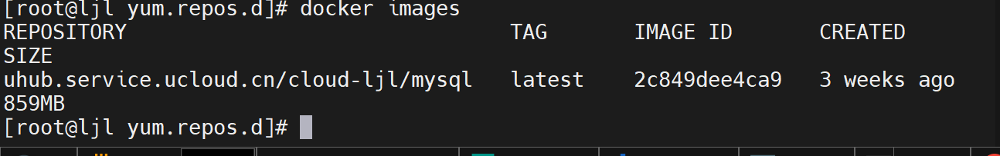 [root@ljl yum.repos.d]# docker images
REPOSITORY TAG IMAGE ID CREATED
SIZE
uhub.service.ucloud.cn/cloud-ljl/mysql latest 2c849dee4ca9 3 weeks ago
859MB
[root@ljl yum.repos.d]#